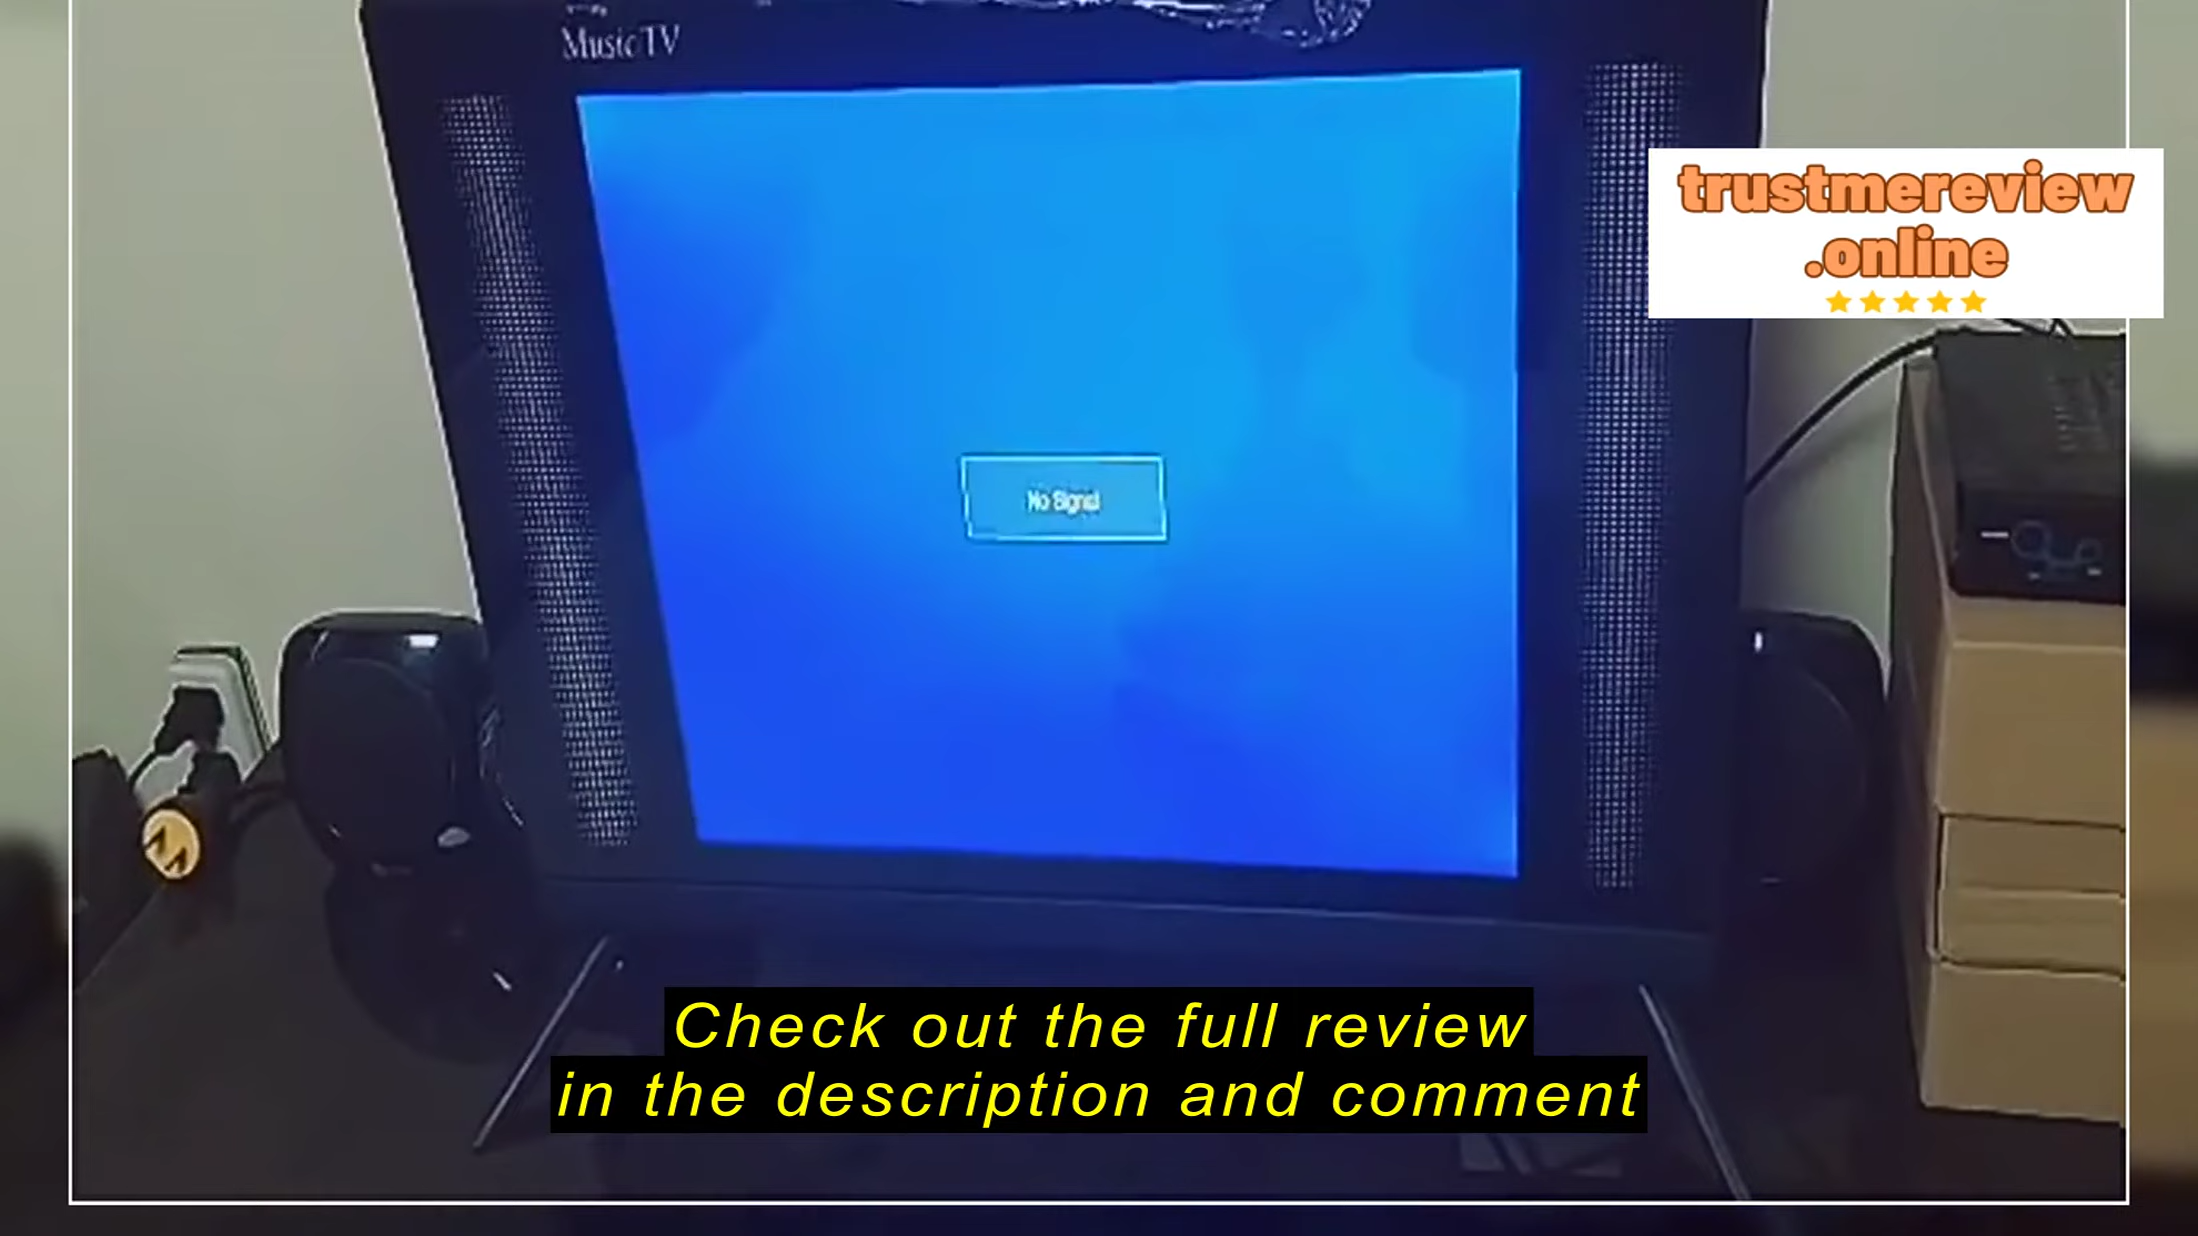 Music TV
trustmereview
.online
No Signal
Check out the full review
in the description and comment